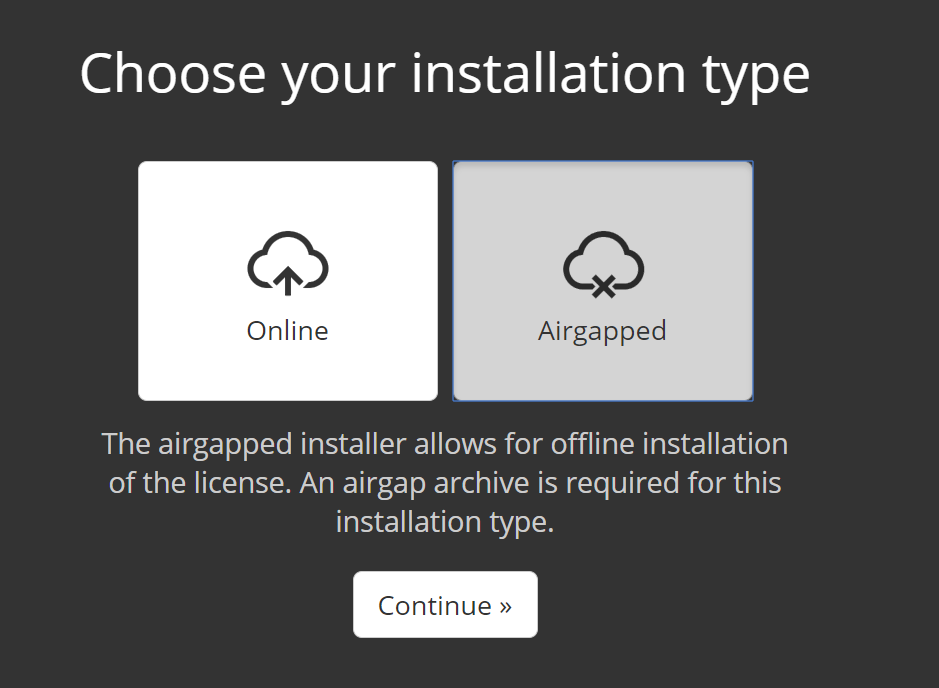 Choose your installation type
Online
Airgapped
The airgapped installer allows for offline installation
of the license. An airgap archive is required for this
installation type.
Continue »